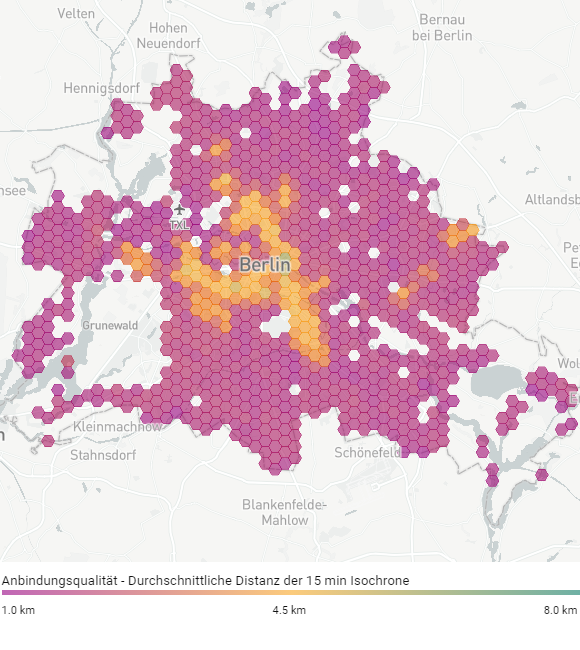 Velten
Bernau
bei Berlin
Hohen
Neuendorf
Hennigsdorf
nsee
Altlandsb
TXL
Pe
E
Berlin
Grunewald
Wol
E
Kleinmachnow
n
Stahnsdorf
Schönefeld
Blankenfelde-
Mahlow
Anbindungsqualität - Durchschnittliche Distanz der 15 min Isochrone
1.0 km
4.5 km
8.0 km